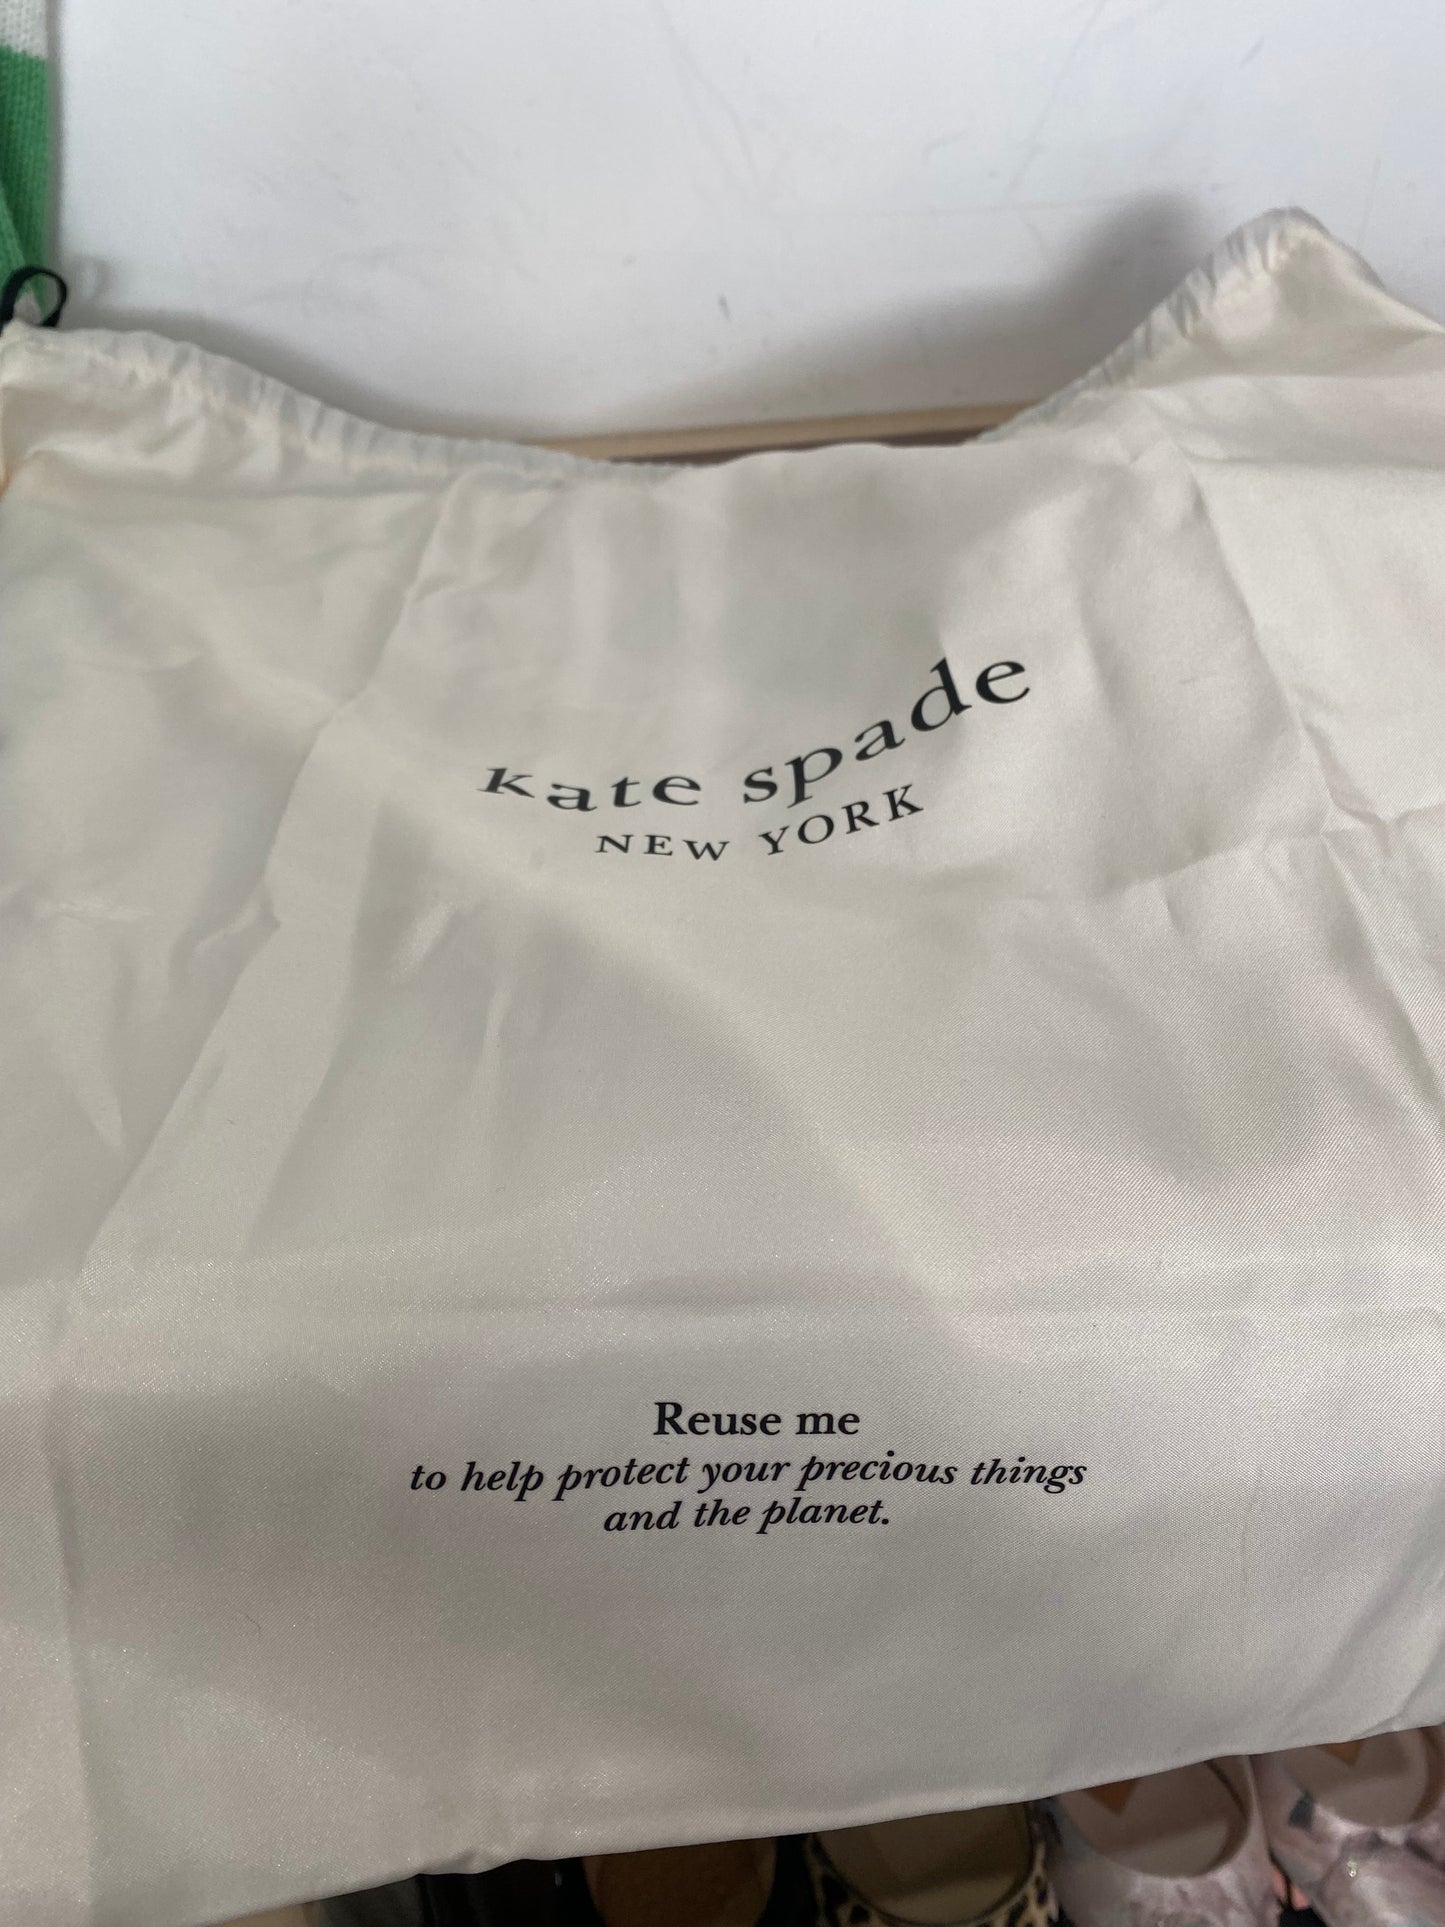 kate spade
NEW YORK
Reuse me
to help protect your precious things
and the planet.